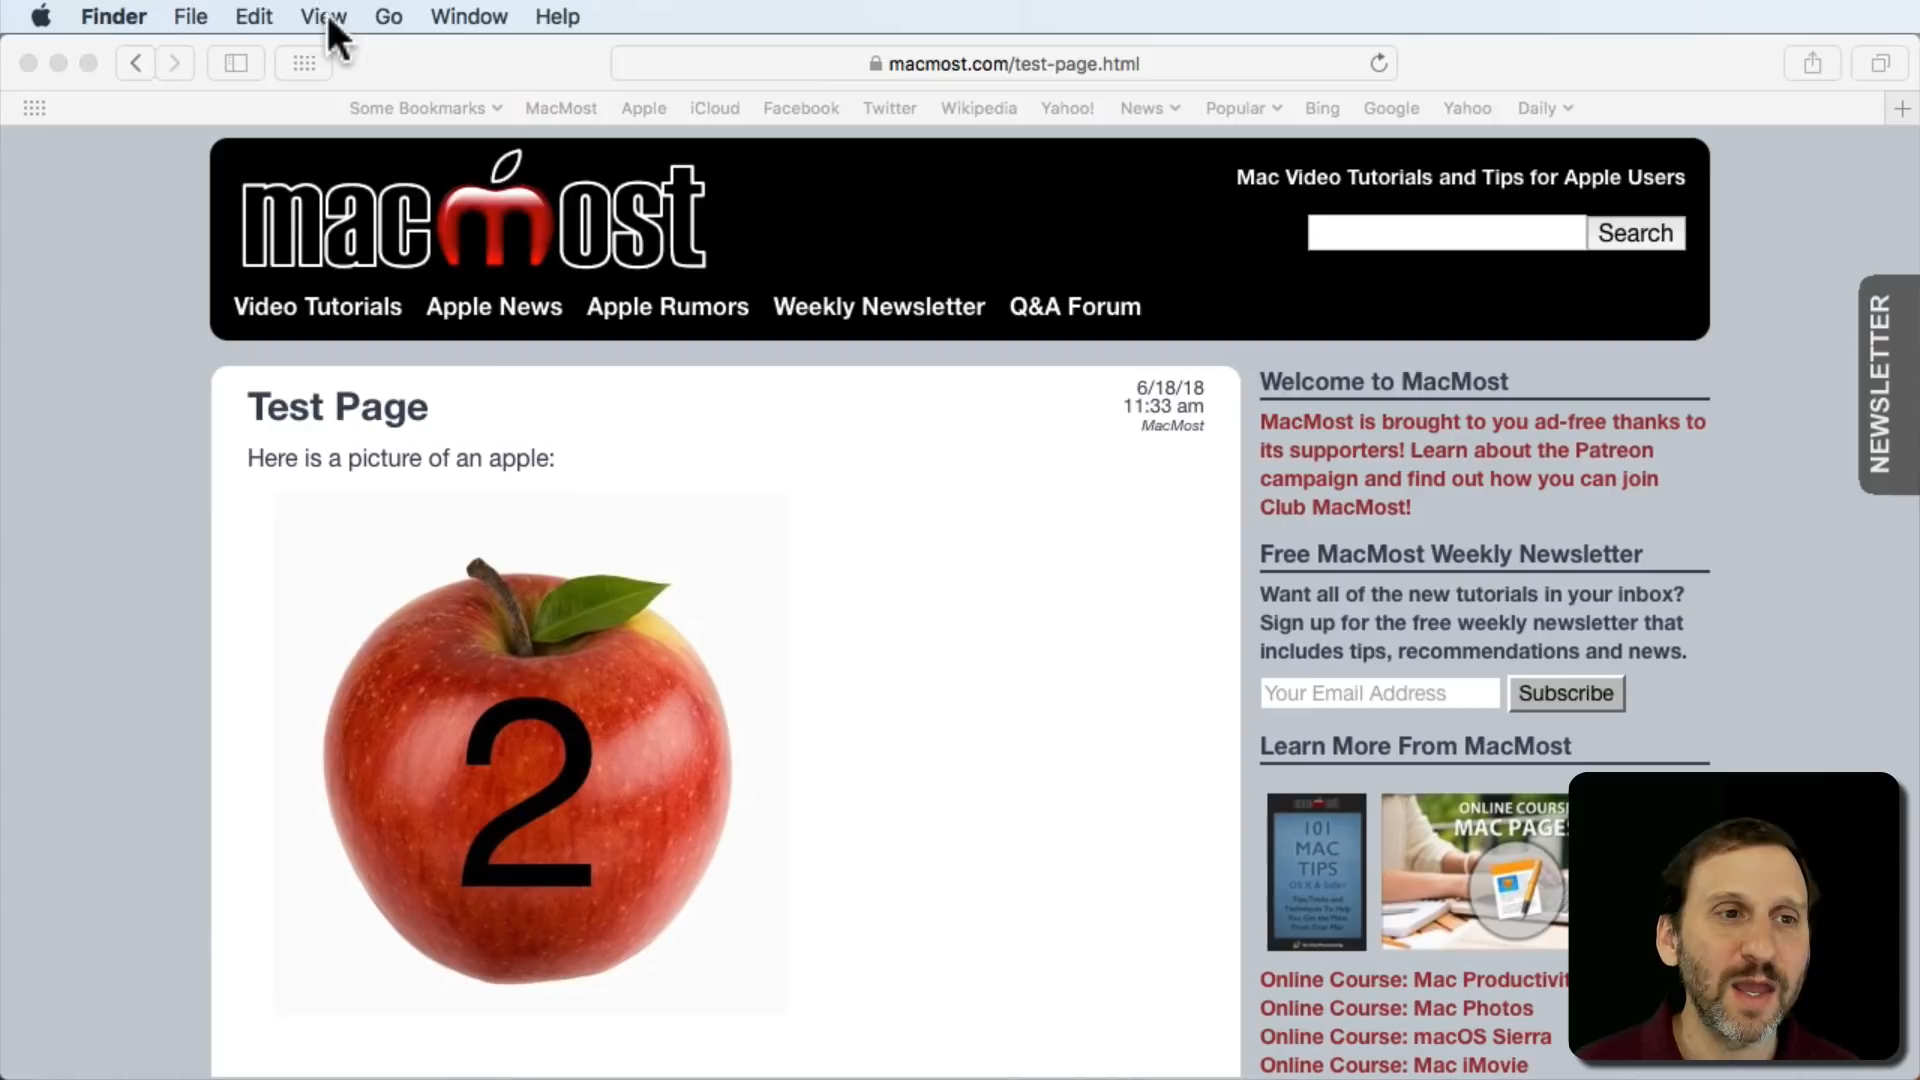 Finder File Edit View Go Window Help
macmost.com/test-page.html
Some Bookmarks MacMost Apple iCloud Facebook Twitter Wikipedia Yahoo! News Popular Bing Google Yahoo Daily
macmost
Mac Video Tutorials and Tips for Apple Users
Search
Video Tutorials Apple News Apple Rumors Weekly Newsletter Q&A Forum
NEWSLETTER
Test Page
6/18/18
11:33 am
MacMost
Here is a picture of an apple:
2
Welcome to MacMost
MacMost is brought to you ad-free thanks to
its supporters! Learn about the Patreon
campaign and find out how you can join
Club MacMost!
Free MacMost Weekly Newsletter
Want all of the new tutorials in your inbox?
Sign up for the free weekly newsletter that
includes tips, recommendations and news.
Your Email Address Subscribe
Learn More From MacMost
101
MAC
TIPS
OS X & Safari
ONLINE COURSE
MAC PAGES
Online Course: Mac Productivit
Online Course: Mac Photos
Online Course: macOS Sierra
Online Course: Mac iMovie